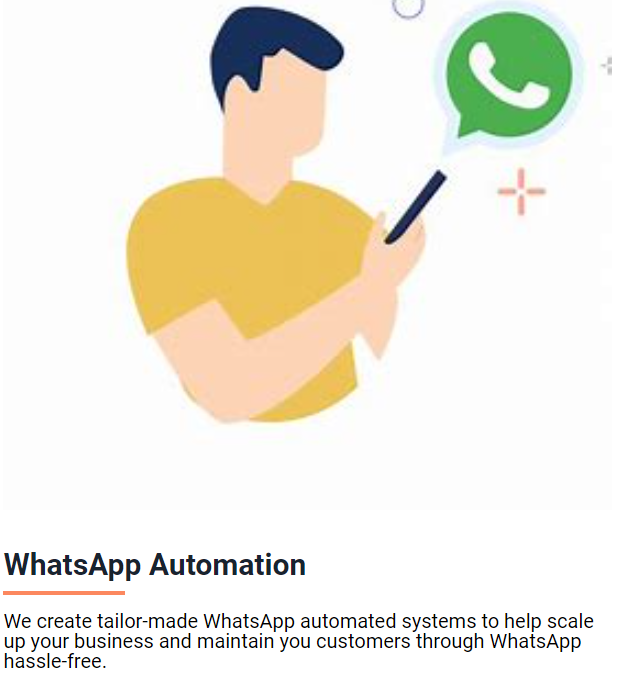 WhatsApp Automation
We create tailor-made WhatsApp automated systems to help scale
up your business and maintain you customers through WhatsApp
hassle-free.